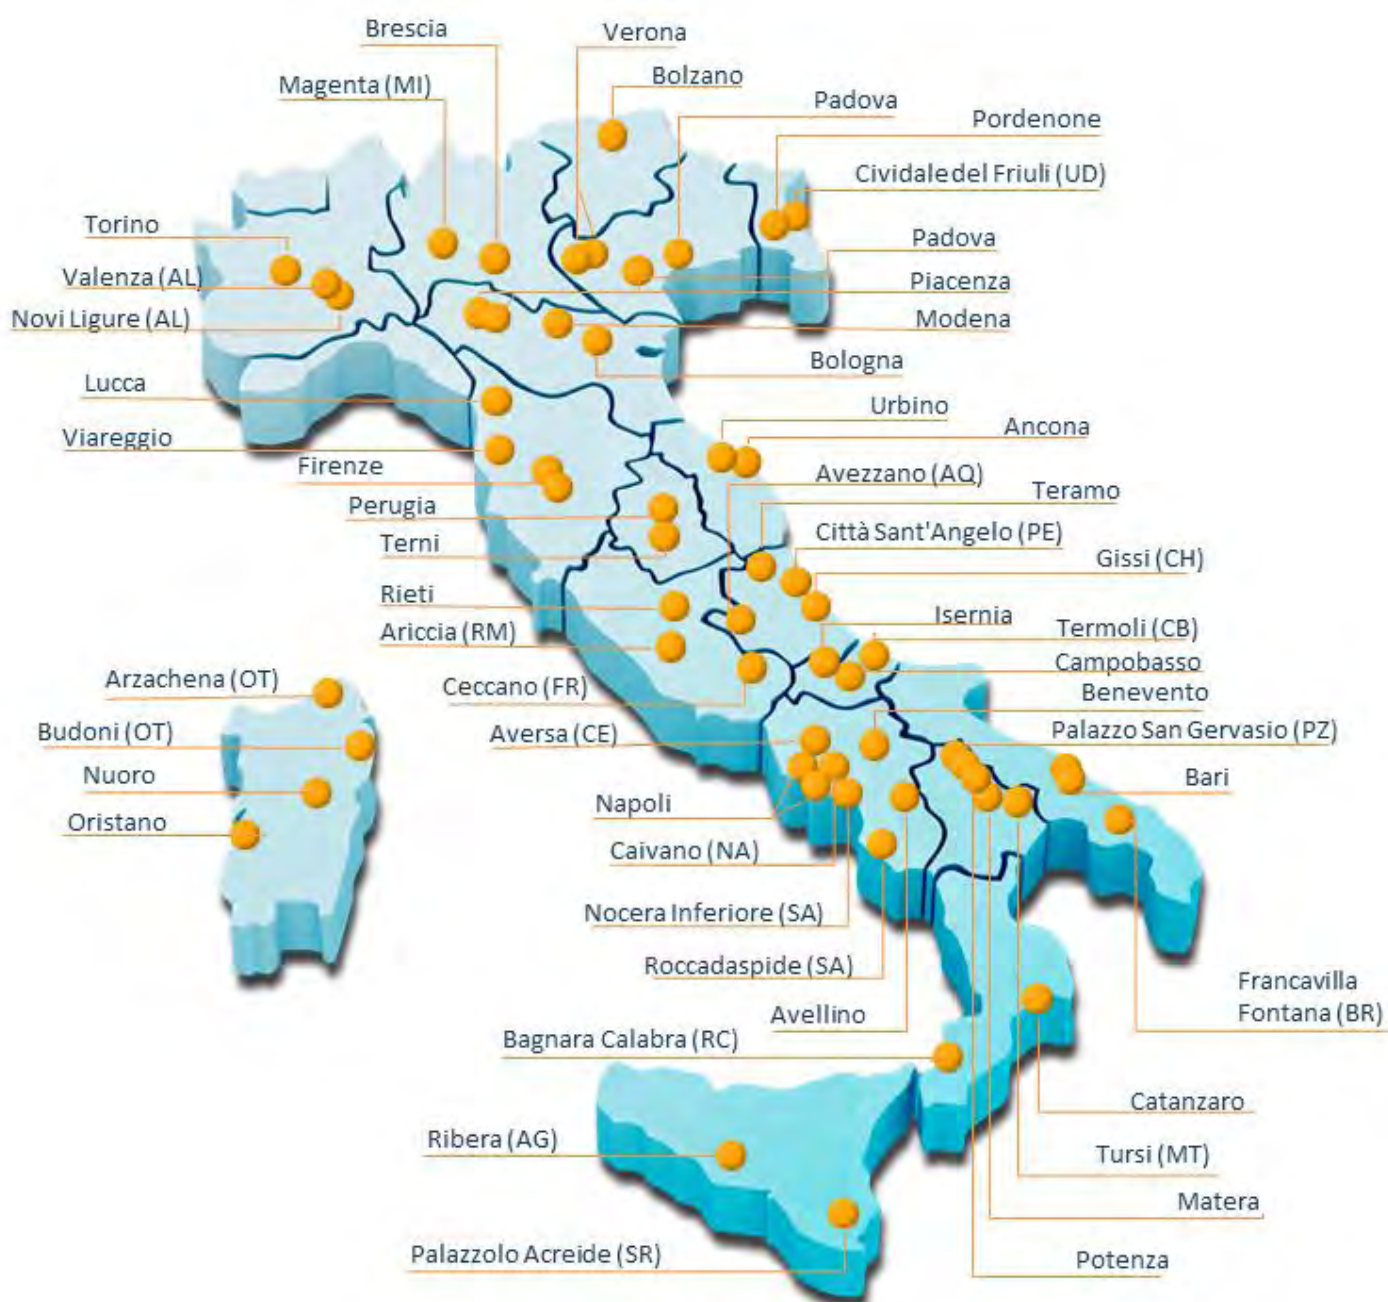 Brescia
Verona
Magenta (MI)
Bolzano
Padova
Pordenone
Cividale del Friuli (UD)
Torino
Padova
Valenza (AL)
Piacenza
Novi Ligure (AL)
Modena
Bologna
Lucca
Urbino
Ancona
Viareggio
Firenze
Avezzano (AQ)
Teramo
Perugia
Città Sant'Angelo (PE)
Terni
Gissi (CH)
Rieti
Isernia
Ariccia (RM)
Termoli (CB)
Campobasso
Arzachena (OT)
Ceccano (FR)
Benevento
Budoni (OT)
Aversa (CE)
Palazzo San Gervasio (PZ)
Nuoro
Bari
Napoli
Oristano
Caivano (NA)
Nocera Inferiore (SA)
Roccadaspide (SA)
Francavilla
Fontana (BR)
Avellino
Bagnara Calabra (RC)
Catanzaro
Ribera (AG)
Tursi (MT)
Matera
Palazzolo Acreide (SR)
Potenza